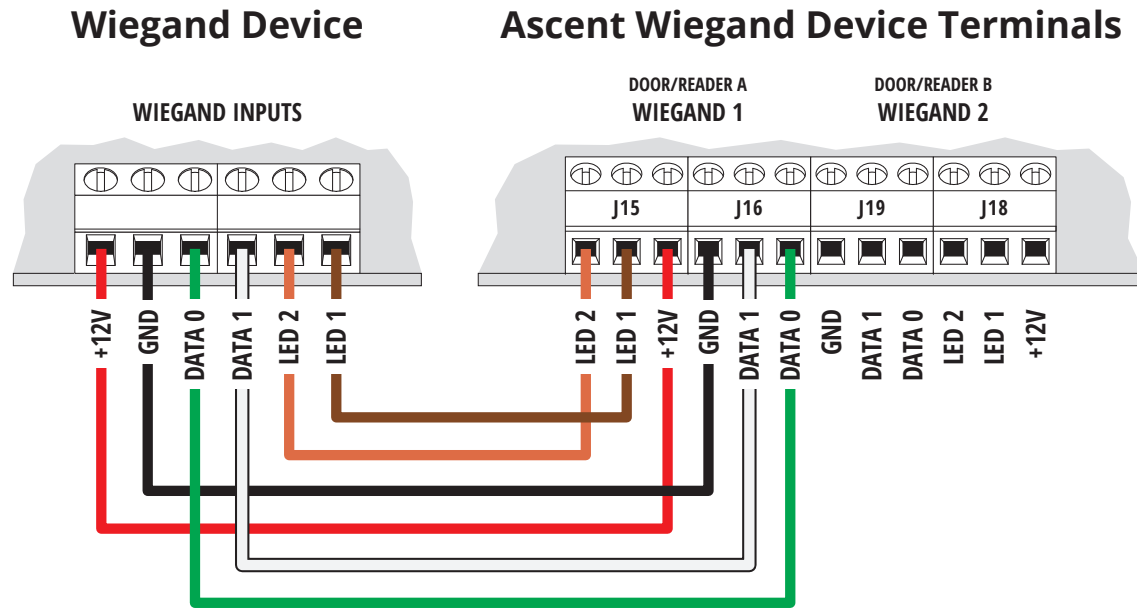 Wiegand Device
Ascent Wiegand Device Terminals
WIEGAND INPUTS
DOOR/READER A
WIEGAND 1
DOOR/READER B
WIEGAND 2
J15
J16
J19
J18
+12V
GND
DATA 0
DATA 1
LED 2
LED 1
LED 2
LED 1
+12V
GND
DATA 1
DATA 0
GND
DATA 1
DATA 0
LED 2
LED 1
+12V